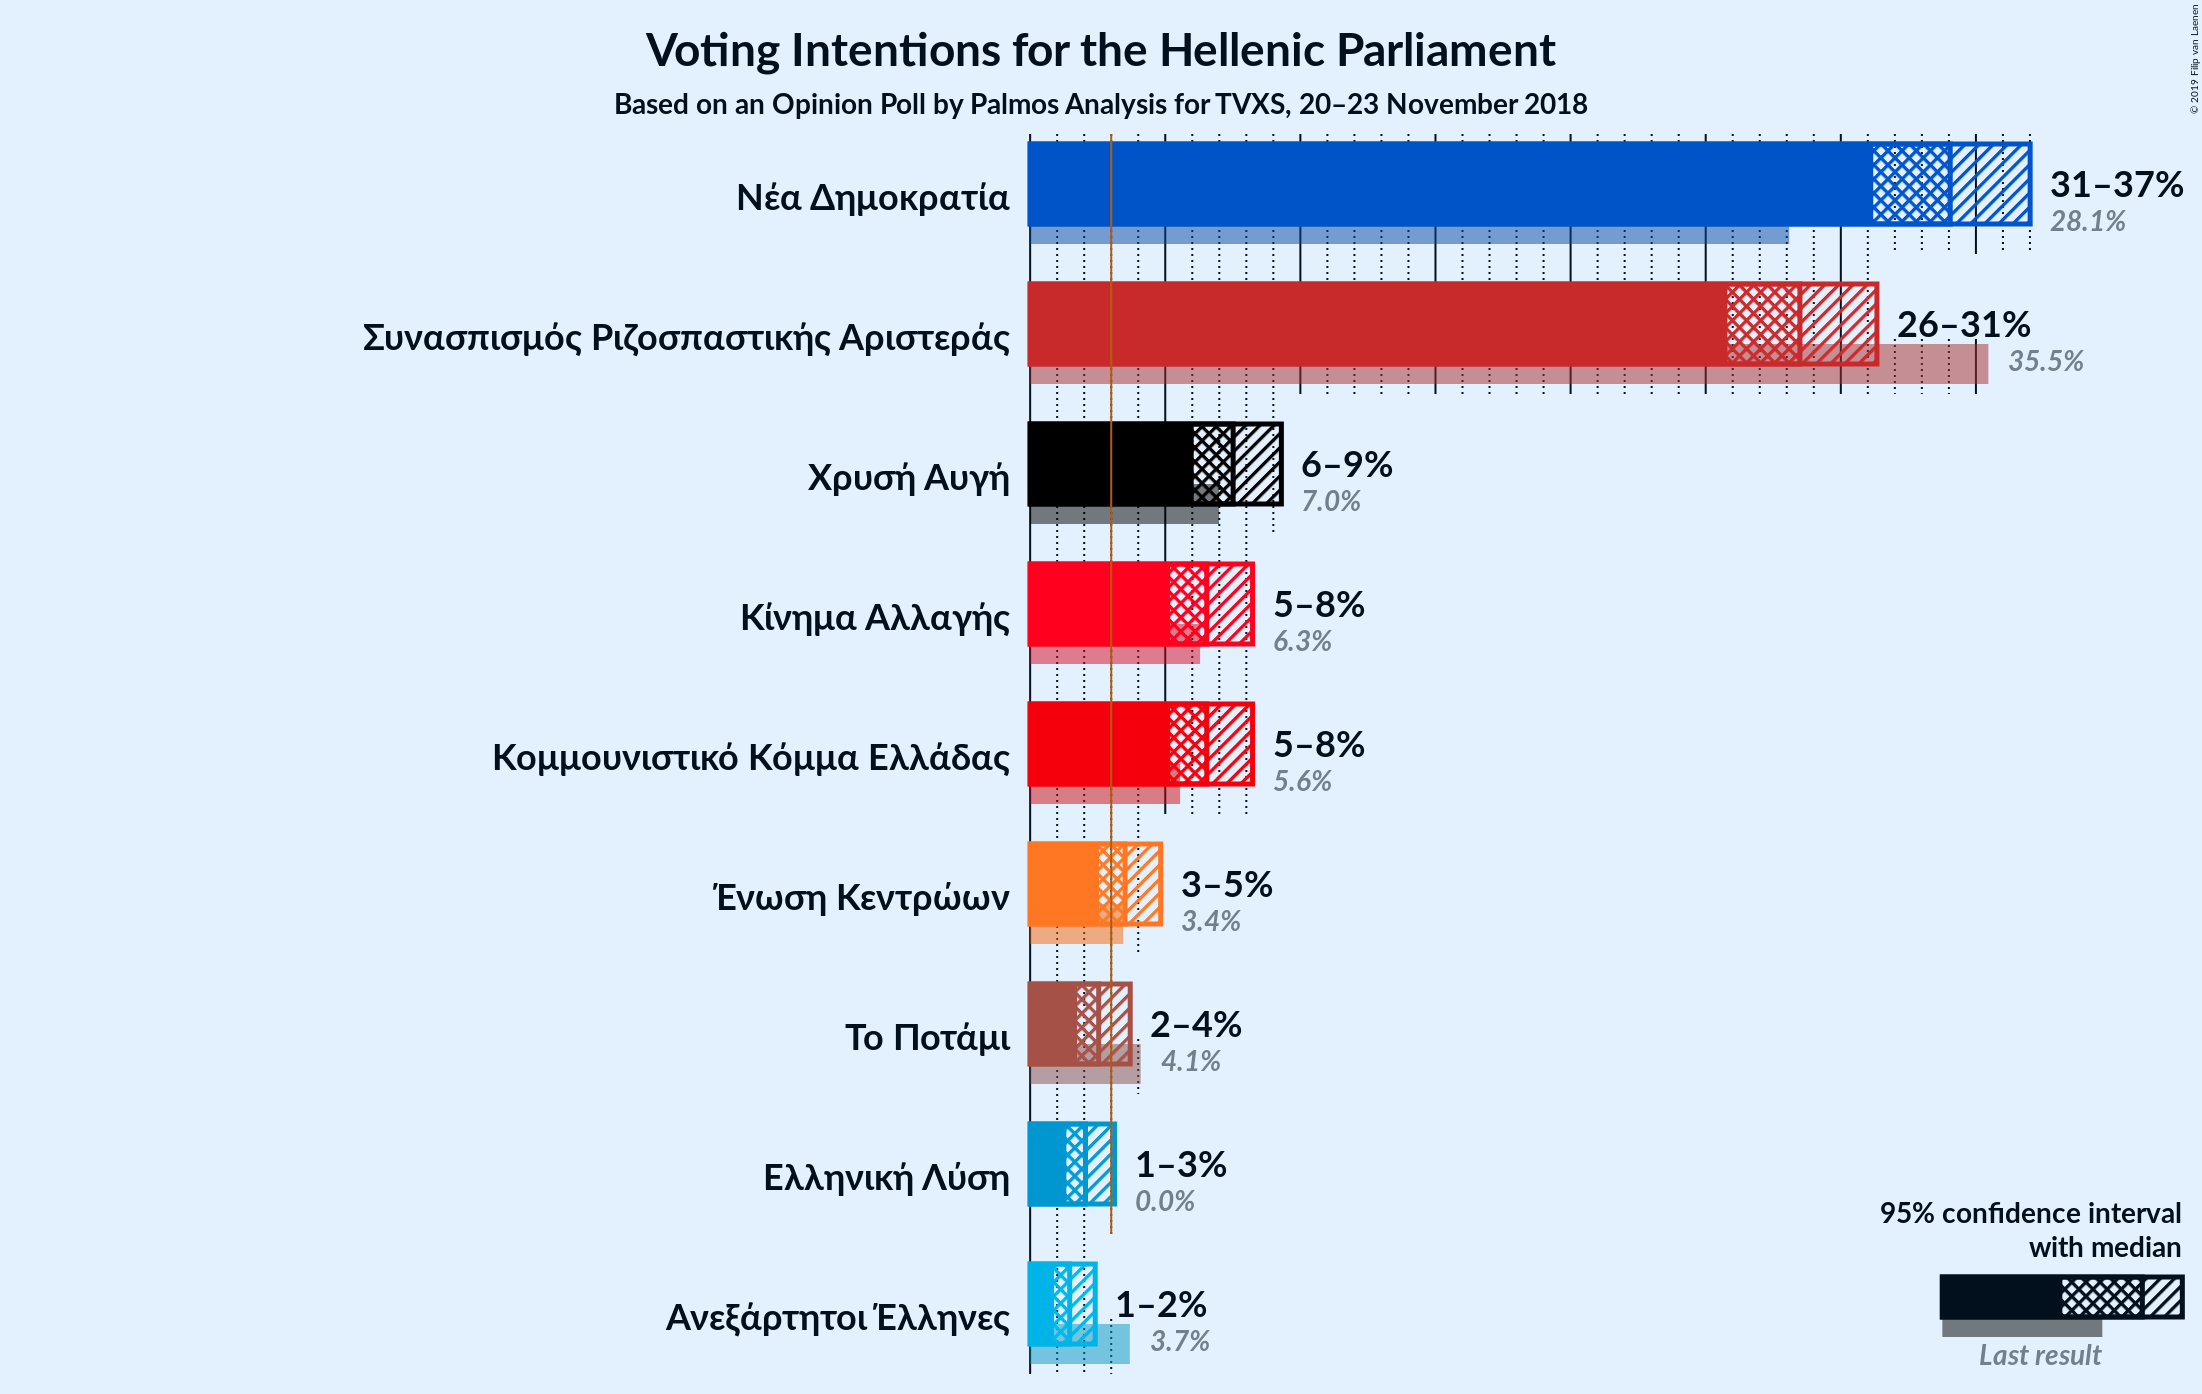 Voting Intentions for the Hellenic Parliament
Based on an Opinion Poll by Palmos Analysis for TVXS, 20–23 November 2018
© 2019 Filip van Laenen
Νέα Δημοκρατία
31–37%
28.1%
Συνασπισμός Ριζοσπαστικής Αριστεράς
26–31%
35.5%
Χρυσή Αυγή
6–9%
7.0%
Κίνημα Αλλαγής
5–8%
6.3%
Κομμουνιστικό Κόμμα Ελλάδας
5–8%
5.6%
Ένωση Κεντρώων
3–5%
3.4%
Το Ποτάμι
2–4%
4.1%
Ελληνική Λύση
1–3%
0.0%
Ανεξάρτητοι Έλληνες
1–2%
3.7%
95% confidence interval
with median
Last result